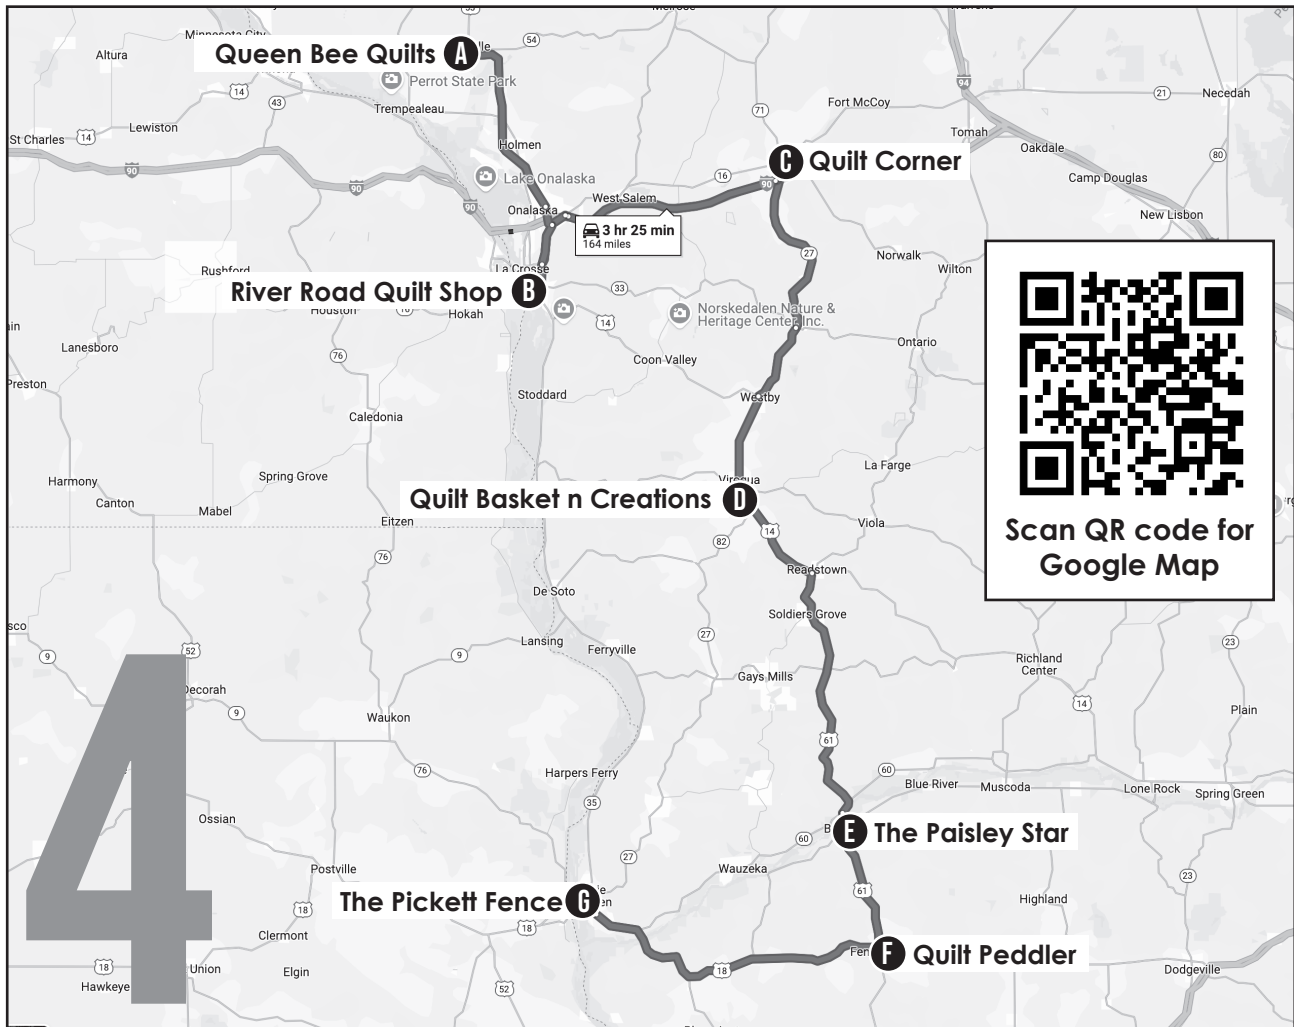 Melrose
Minnesota City
Queen Bee Quilts A
54
Altura
Perrot State Park
94
14
43
Trempealeau
71
Fort McCoy
21
Necedah
St Charles
14
Lewiston
Holmen
Tomah
Oakdale
80
90
90
Lake Onalaska
C Quilt Corner
16
90
Camp Douglas
90
Onalaska
West Salem
New Lisbon
3 hr 25 min
164 miles
27
Norwalk
Wilton
Rushford
La Crosse
River Road Quilt Shop B
33
Houston
16
Hokah
14
Norskedalen Nature &
Heritage Center, Inc.
Lanesboro
76
Coon Valley
Ontario
Preston
Stoddard
Westby
Caledonia
Harmony
Spring Grove
La Farge
Viroqua
Canton
Mabel
Quilt Basket n Creations D
Eitzen
14
Viola
82
76
Readstown
Scan QR code for
Google Map
De Soto
Soldiers Grove
9
52
9
Lansing
Ferryville
27
23
Richland
Center
Gays Mills
Decorah
9
Waukon
14
Plain
61
76
Harpers Ferry
60
Blue River
Muscoda
Lone Rock
Spring Green
35
Ossian
60
E The Paisley Star
27
Postville
Wauzeka
23
61
The Pickett Fence G
Highland
18
18
Clermont
F Quilt Peddler
18
Union
Elgin
18
Dodgeville
Hawkeye
52
4